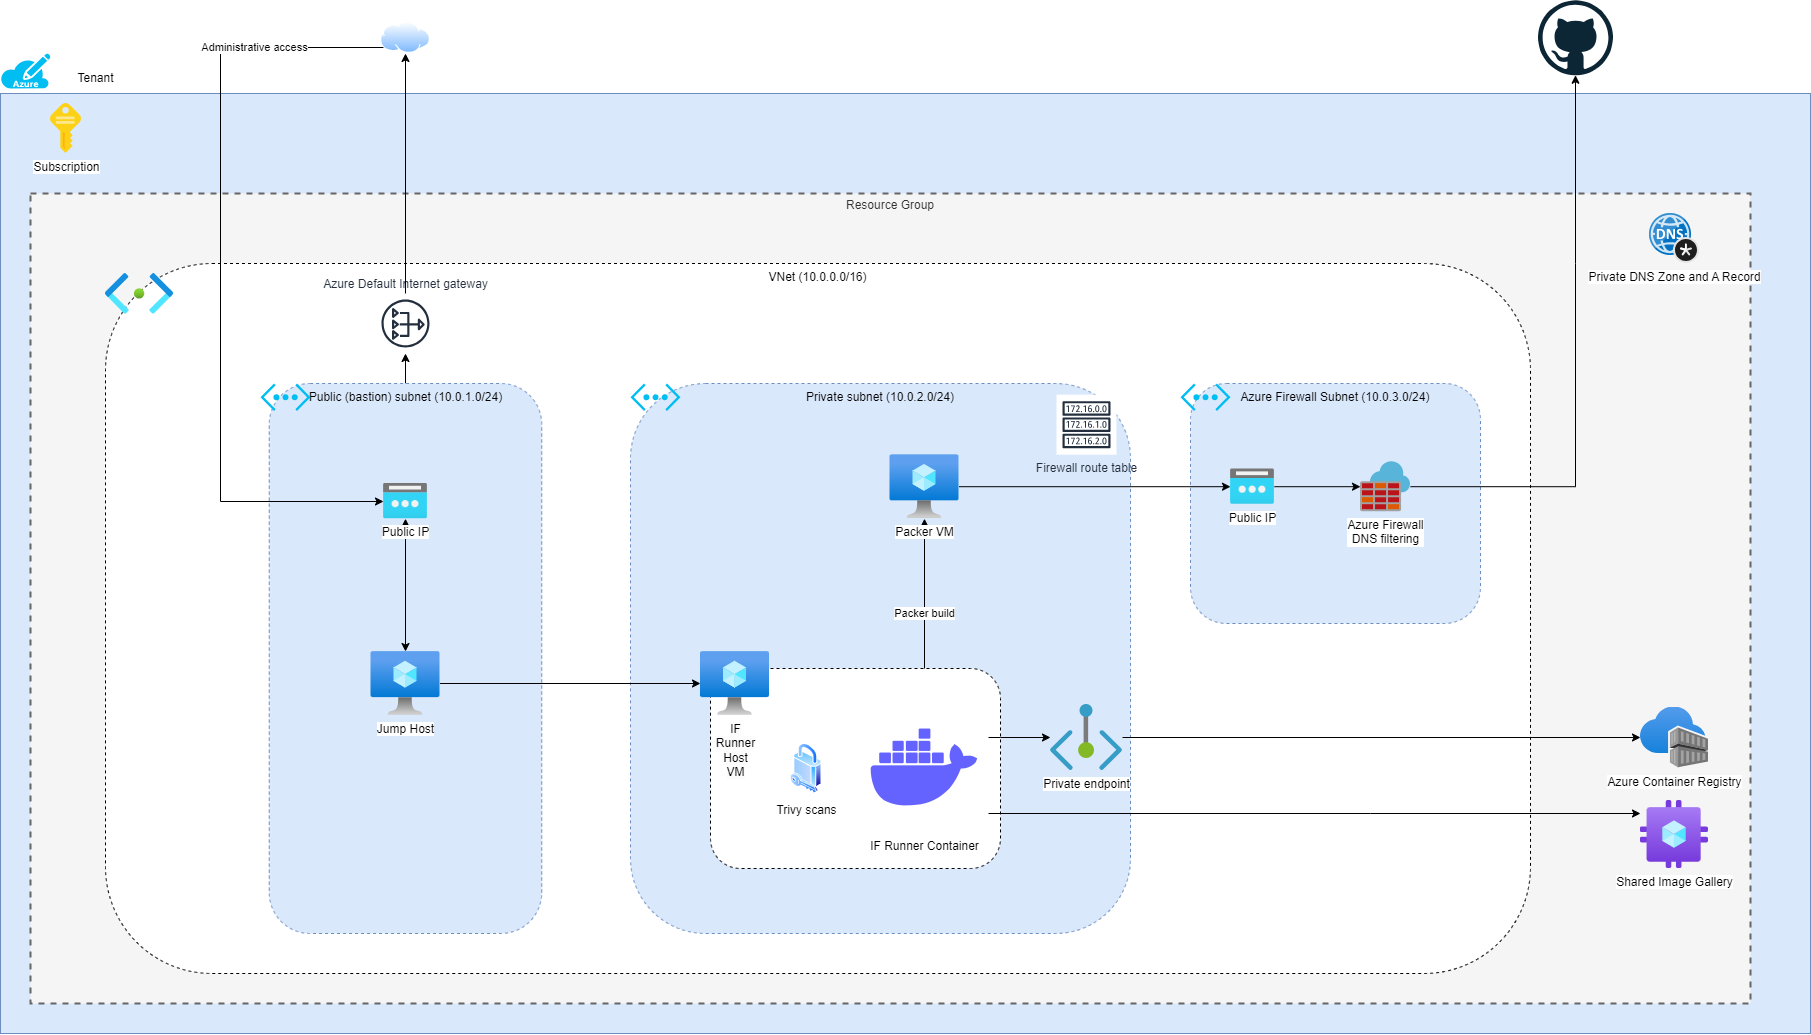 Administrative access
Azure
Tenant
Subscription
Resource Group
DNS
Private DNS Zone and A Record
VNet (10.0.0.0/16)
Azure Default Internet gateway
Public (bastion) subnet (10.0.1.0/24)
Private subnet (10.0.2.0/24)
Azure Firewall Subnet (10.0.3.0/24)
172.16.0.0
172.16.1.0
172.16.2.0
Firewall route table
Public IP
Packer VM
Public IP
Azure Firewall
DNS filtering
Packer build
Jump Host
IF
Runner
Host
VM
Trivy scans
IF Runner Container
Private endpoint
Azure Container Registry
Shared Image Gallery